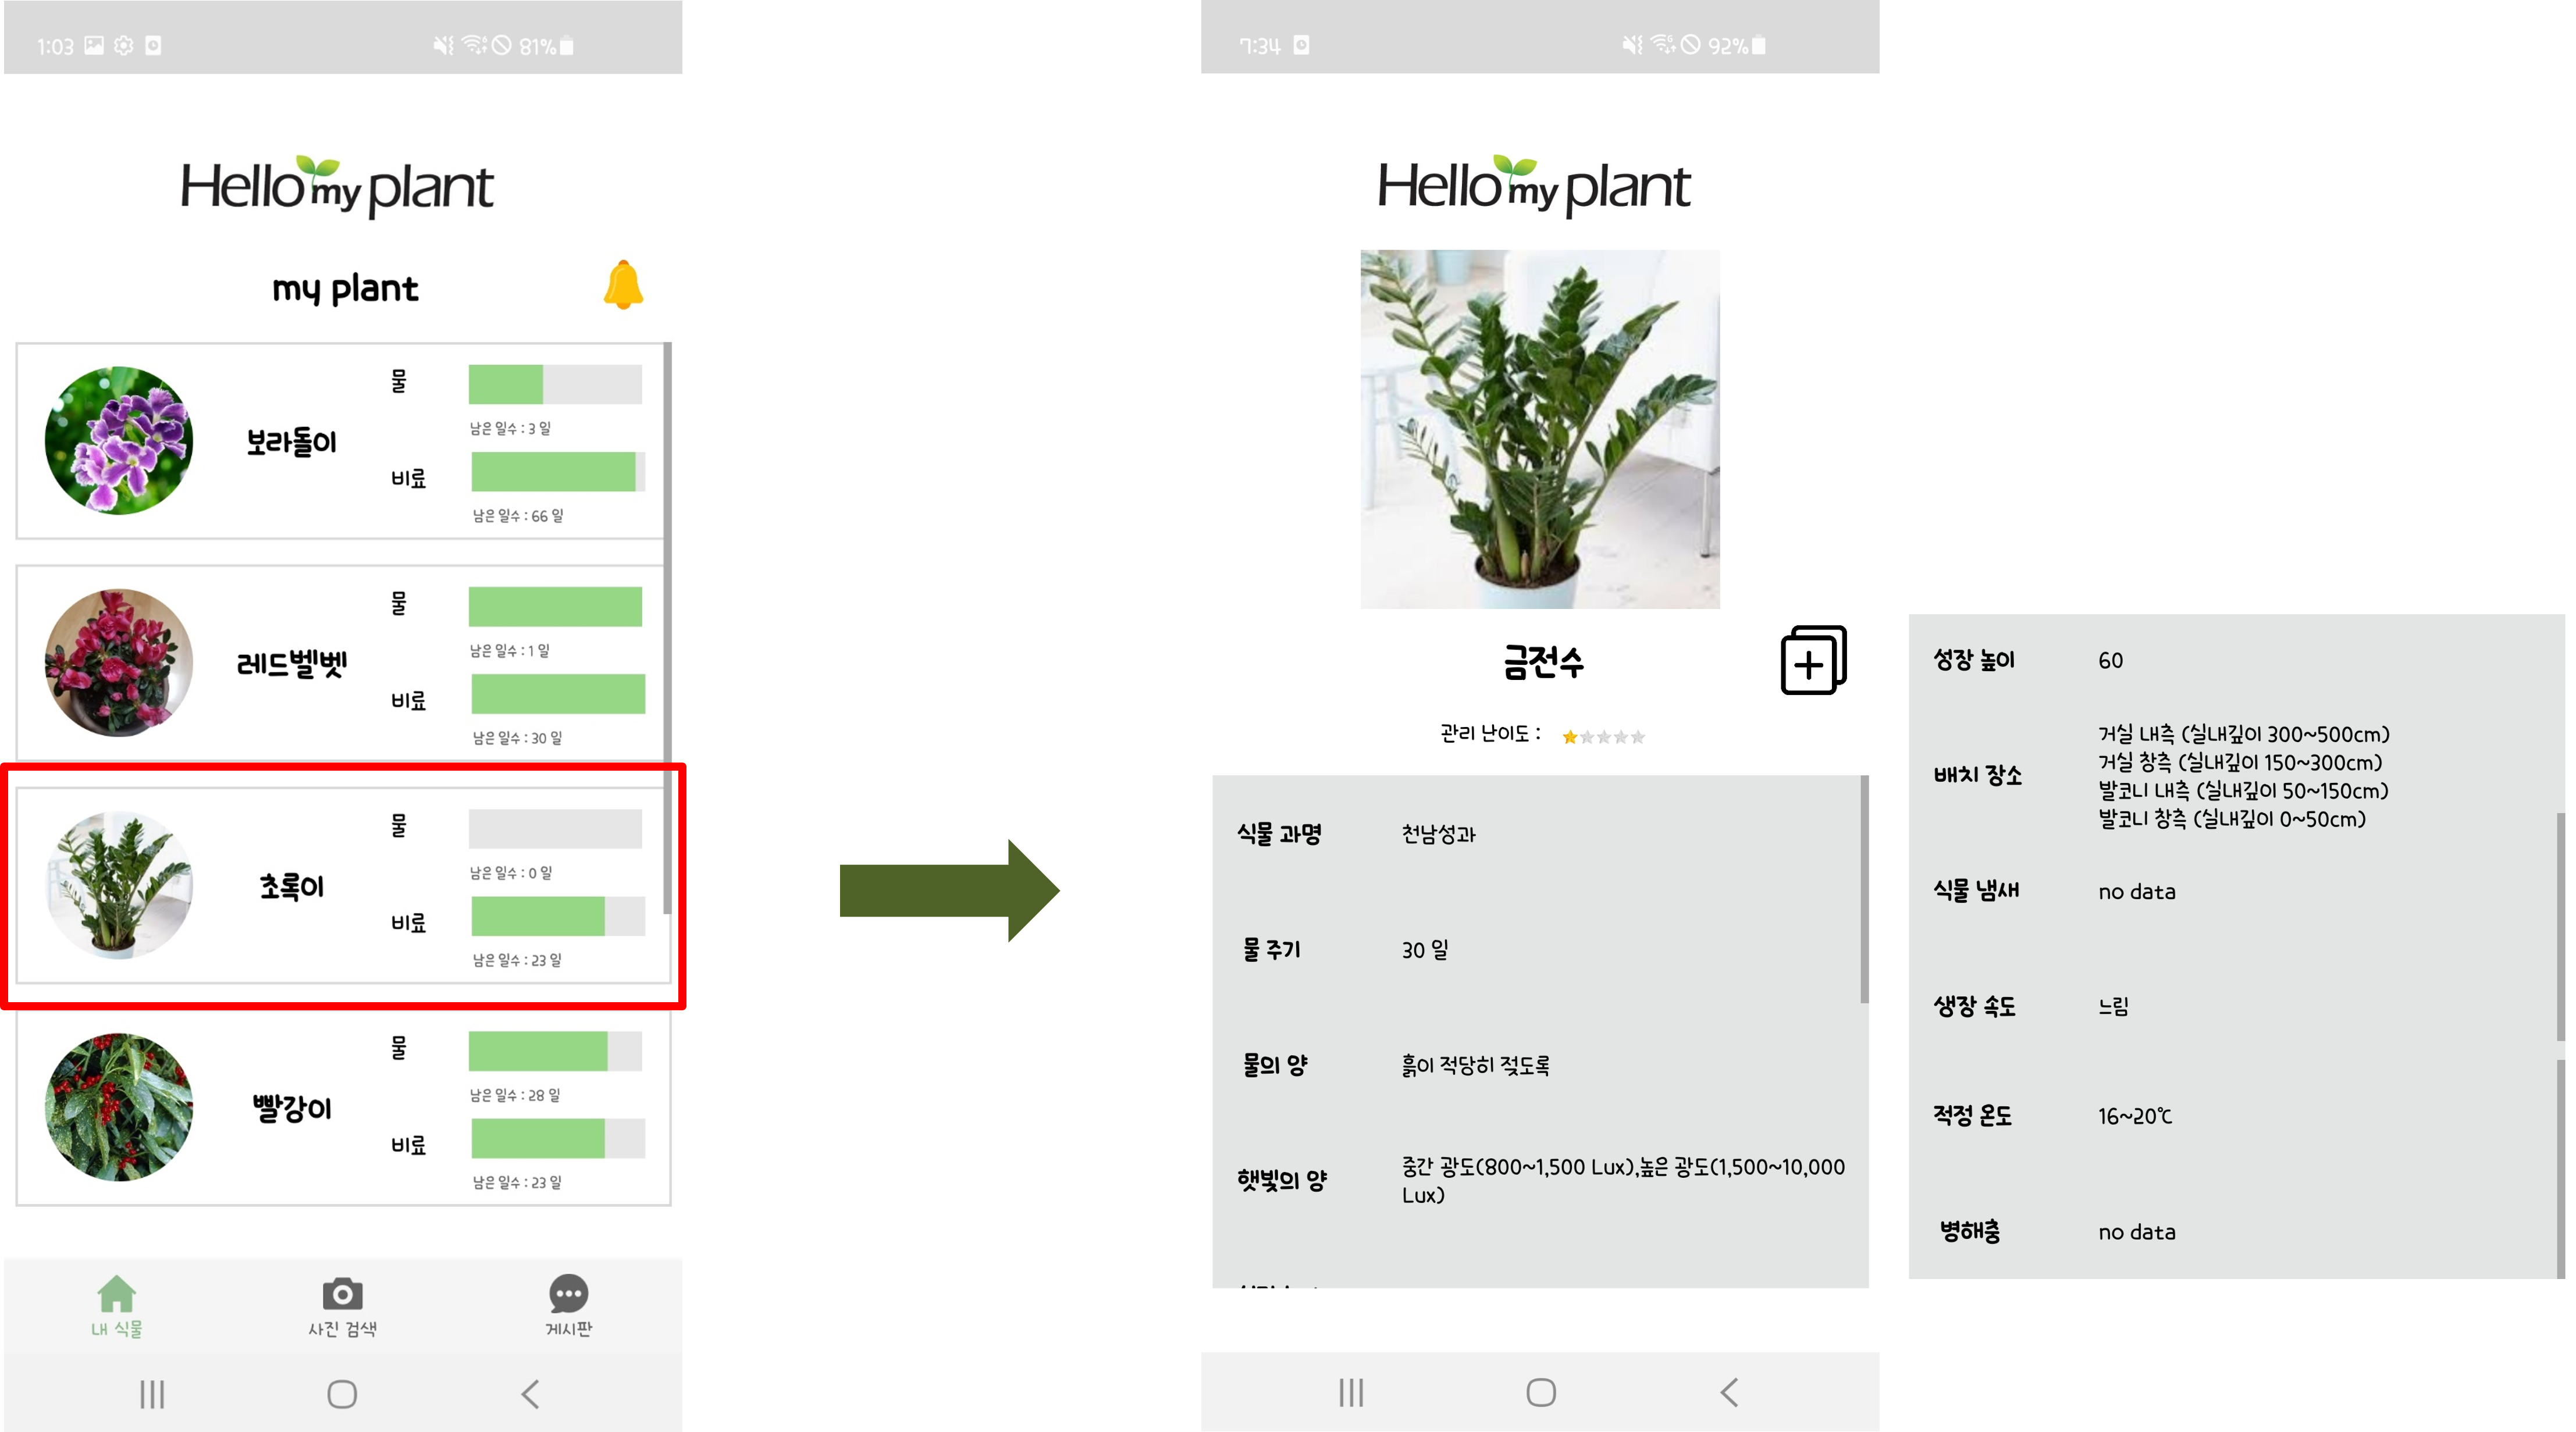 1:03
81%
Hello my plant
my plant
보라돌이
물
남은 일수 : 3 일
비료
남은 일수 : 66 일
레드벨벳
물
남은 일수 : 1 일
비료
남은 일수 : 30 일
초록이
물
남은 일수 : 0 일
비료
남은 일수 : 23 일
빨강이
물
남은 일수 : 28 일
비료
남은 일수 : 23 일
내 식물
사진 검색
게시판
7:34
92%
Hello my plant
금전수
관리 난이도 :
식물 과명
천남성과
물 주기
30 일
물의 양
흙이 적당히 젖도록
햇빛의 양
중간 광도(800~1,500 Lux),높은 광도(1,500~10,000
Lux)
성장 높이
60
배치 장소
거실 내측 (실내깊이 300~500cm)
거실 창측 (실내깊이 150~300cm)
발코니 내측 (실내깊이 50~150cm)
발코니 창측 (실내깊이 0~50cm)
식물 냄새
no data
생장 속도
느림
적정 온도
16~20℃
병해충
no data